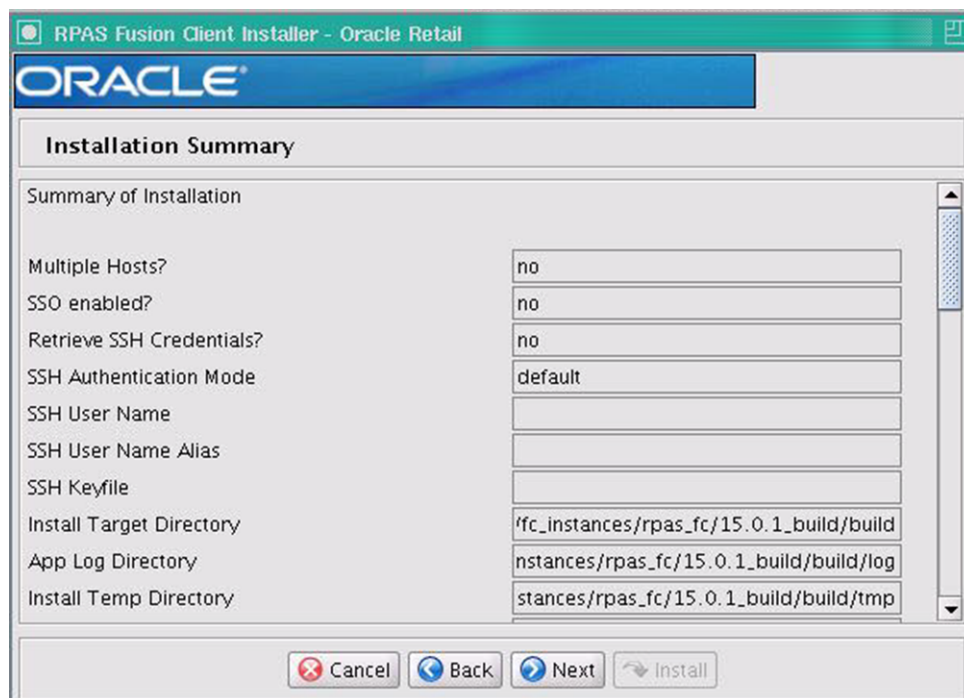 RPAS Fusion Client Installer - Oracle Retail
ORACLE
Installation Summary
Summary of Installation
Multiple Hosts? no
SSO enabled? no
Retrieve SSH Credentials? no
SSH Authentication Mode default
SSH User Name
SSH User Name Alias
SSH Keyfile
Install Target Directory /fc_instances/rpas_fc/15.0.1_build/build
App Log Directory nstances/rpas_fc/15.0.1_build/build/log
Install Temp Directory stances/rpas_fc/15.0.1_build/build/tmp
Cancel Back Next Install